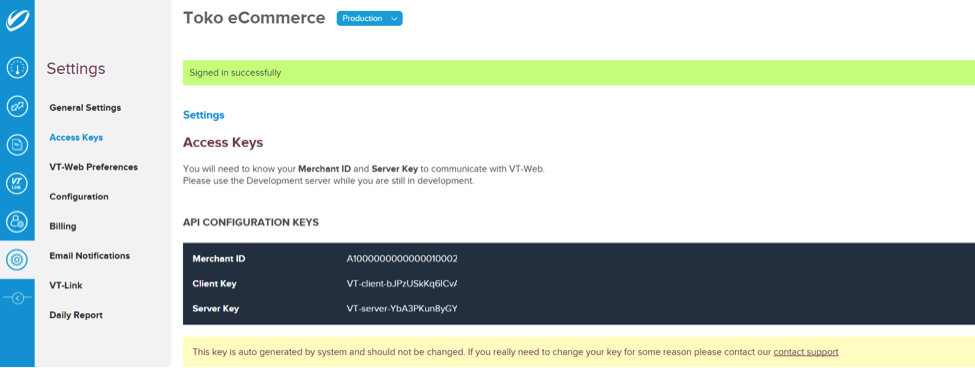 Toko eCommerce
Production
Settings
General Settings
Access Keys
VT-Web Preferences
Configuration
Billing
Email Notifications
VT-Link
Daily Report
VT
Link
Signed in successfully
Settings
Access Keys
You will need to know your Merchant ID and Server Key to communicate with VT-Web.
Please use the Development server while you are still in development.
API CONFIGURATION KEYS
Merchant ID A1000000000000010002
Client Key VT-client-bJPzUSkKq6ICv
Server Key VT-server-YbA3PKun8yGY
This key is auto generated by system and should not be changed. If you really need to change your key for some reason please contact our contact support